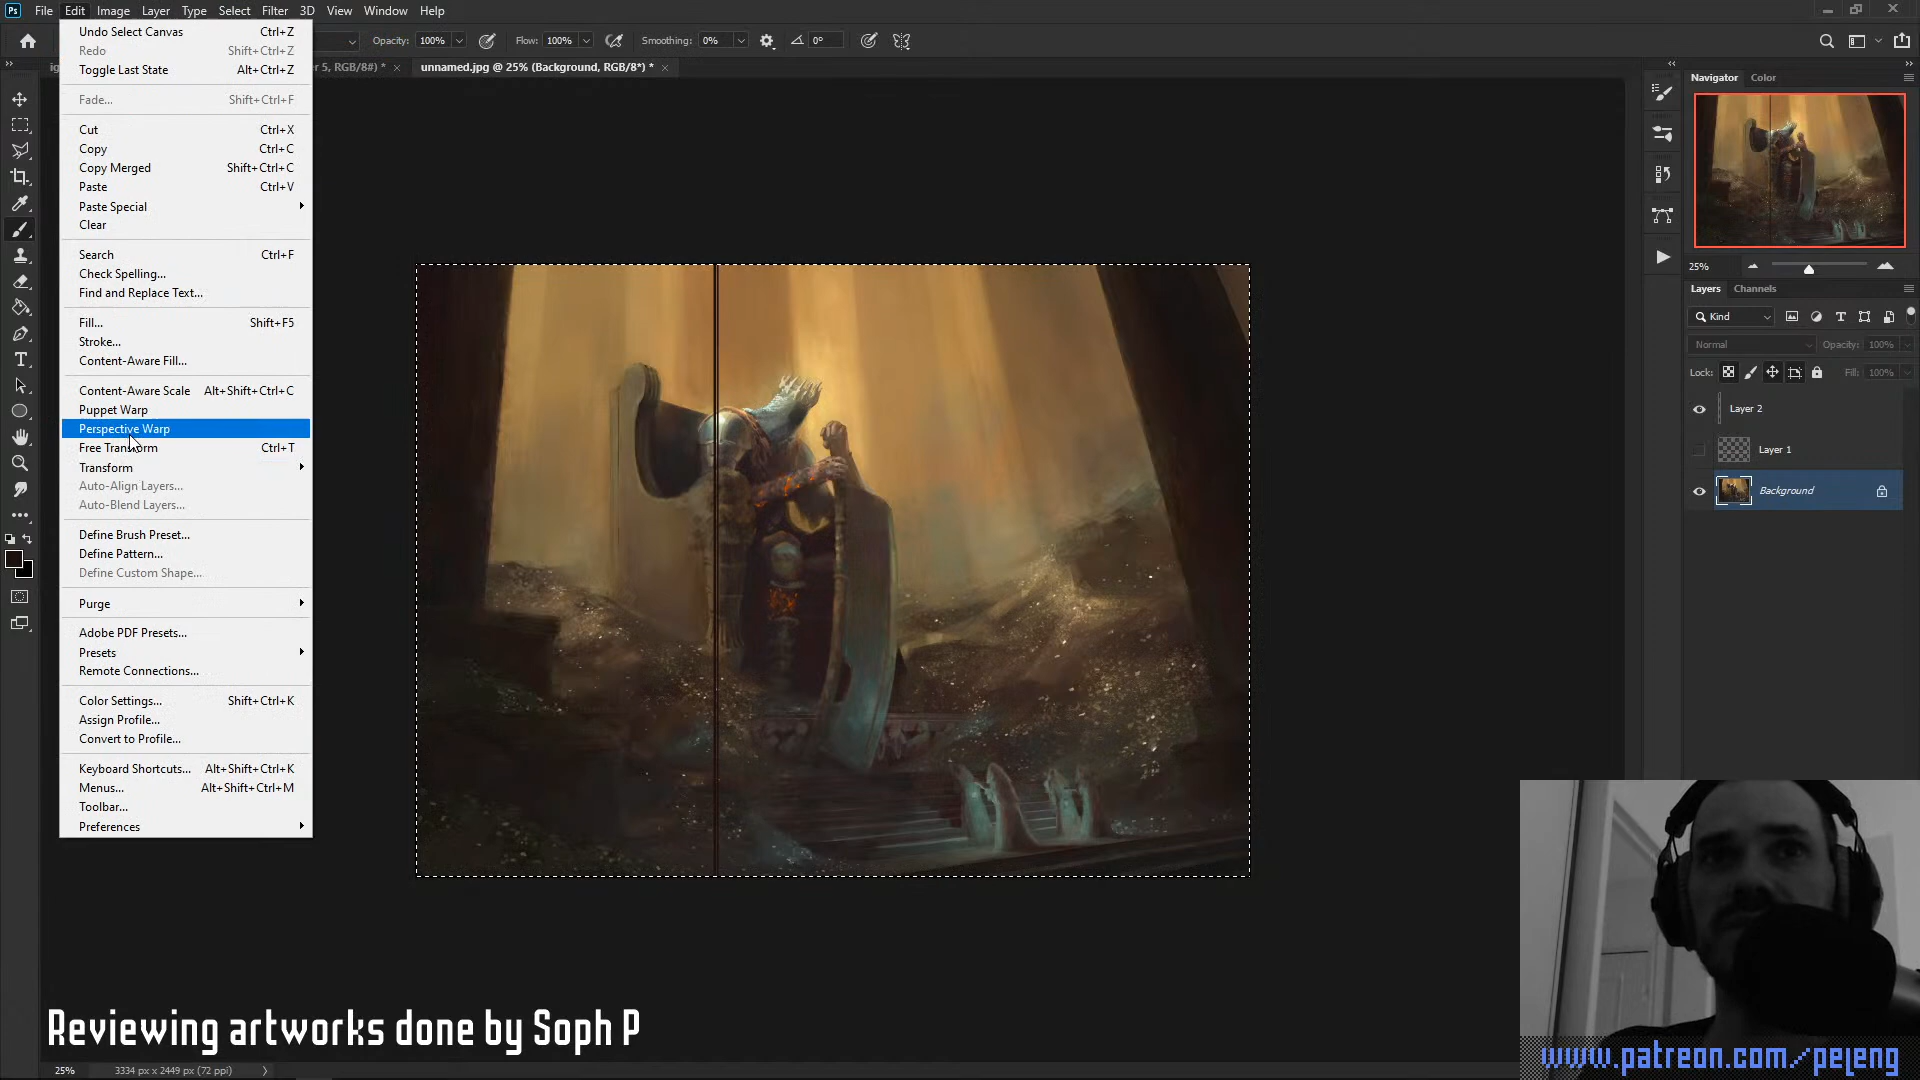 Ps File Edit Image Layer Type Select Filter 3D View Window Help
Opacity: 100% Flow: 100% Smoothing: 0% 0°
r 5, RGB/8#) * × unnamed.jpg @ 25% (Background, RGB/8*) * ×
Undo Select Canvas Ctrl+Z
Redo Shift+Ctrl+Z
Toggle Last State Alt+Ctrl+Z
Fade... Shift+Ctrl+F
Cut Ctrl+X
Copy Ctrl+C
Copy Merged Shift+Ctrl+C
Paste Ctrl+V
Paste Special
Clear
Search Ctrl+F
Check Spelling...
Find and Replace Text...
Fill... Shift+F5
Stroke...
Content-Aware Fill...
Content-Aware Scale Alt+Shift+Ctrl+C
Puppet Warp
Perspective Warp
Free Transform Ctrl+T
Transform
Auto-Align Layers...
Auto-Blend Layers...
Define Brush Preset...
Define Pattern...
Define Custom Shape...
Purge
Adobe PDF Presets...
Presets
Remote Connections...
Color Settings... Shift+Ctrl+K
Assign Profile...
Convert to Profile...
Keyboard Shortcuts... Alt+Shift+Ctrl+K
Menus... Alt+Shift+Ctrl+M
Toolbar...
Preferences
Navigator Color
25%
Layers Channels
Kind
Normal Opacity: 100%
Lock: Fill: 100%
Layer 2
Layer 1
Background
Reviewing artworks done by Soph P
www.patreon.com/peleng
25% 3334 px x 2449 px (72 ppi)